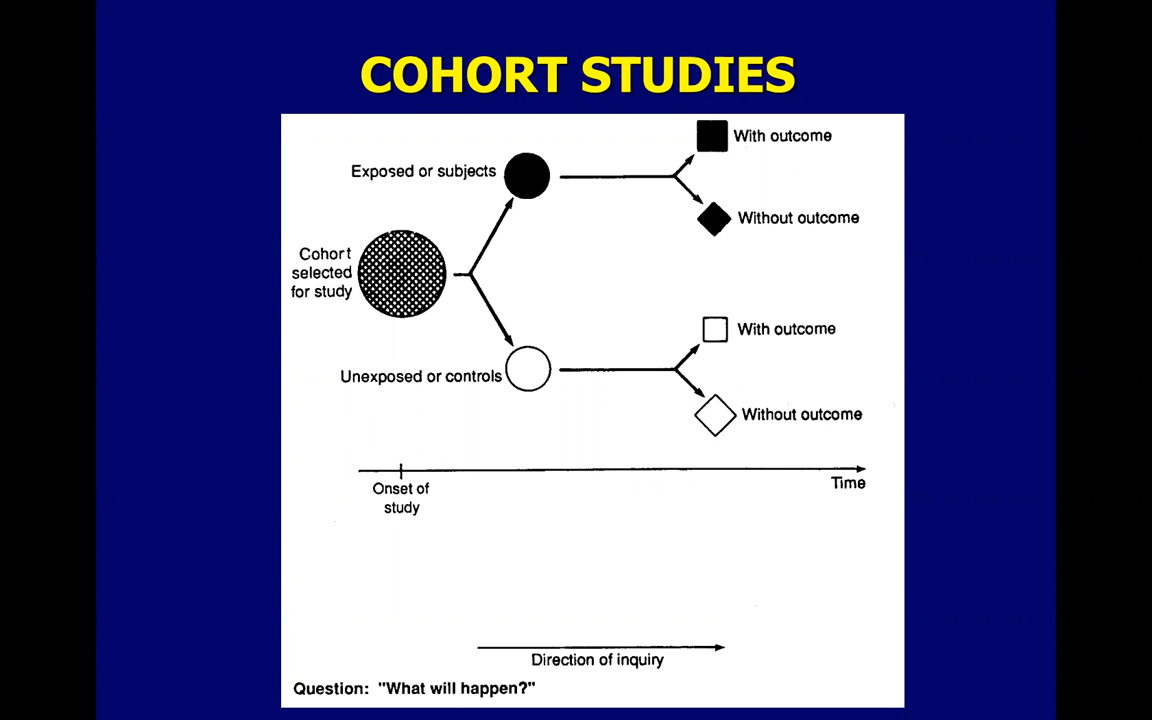 COHORT STUDIES
With outcome
Exposed or subjects
Without outcome
Cohort
selected
for study
With outcome
Unexposed or controls
Without outcome
Onset of
study
Time
Direction of inquiry
Question: "What will happen?"